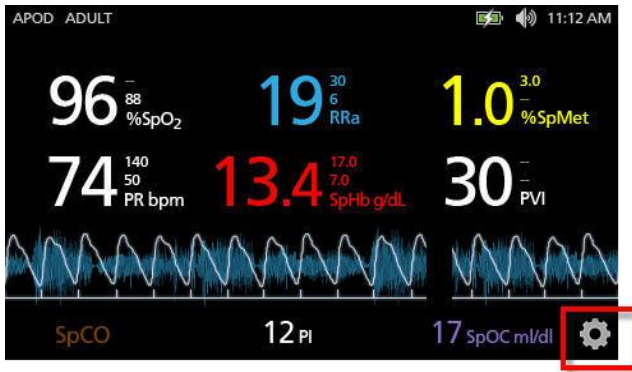 APOD ADULT 11:12 AM
96 -- 88 %SpO2
19 30 6 RRa
1.0 3.0 -- %SpMet
74 140 50 PR bpm
13.4 17.0 7.0 SpHb g/dL
30 -- -- PVI
SpCO 12 PI 17 SpOC ml/dl